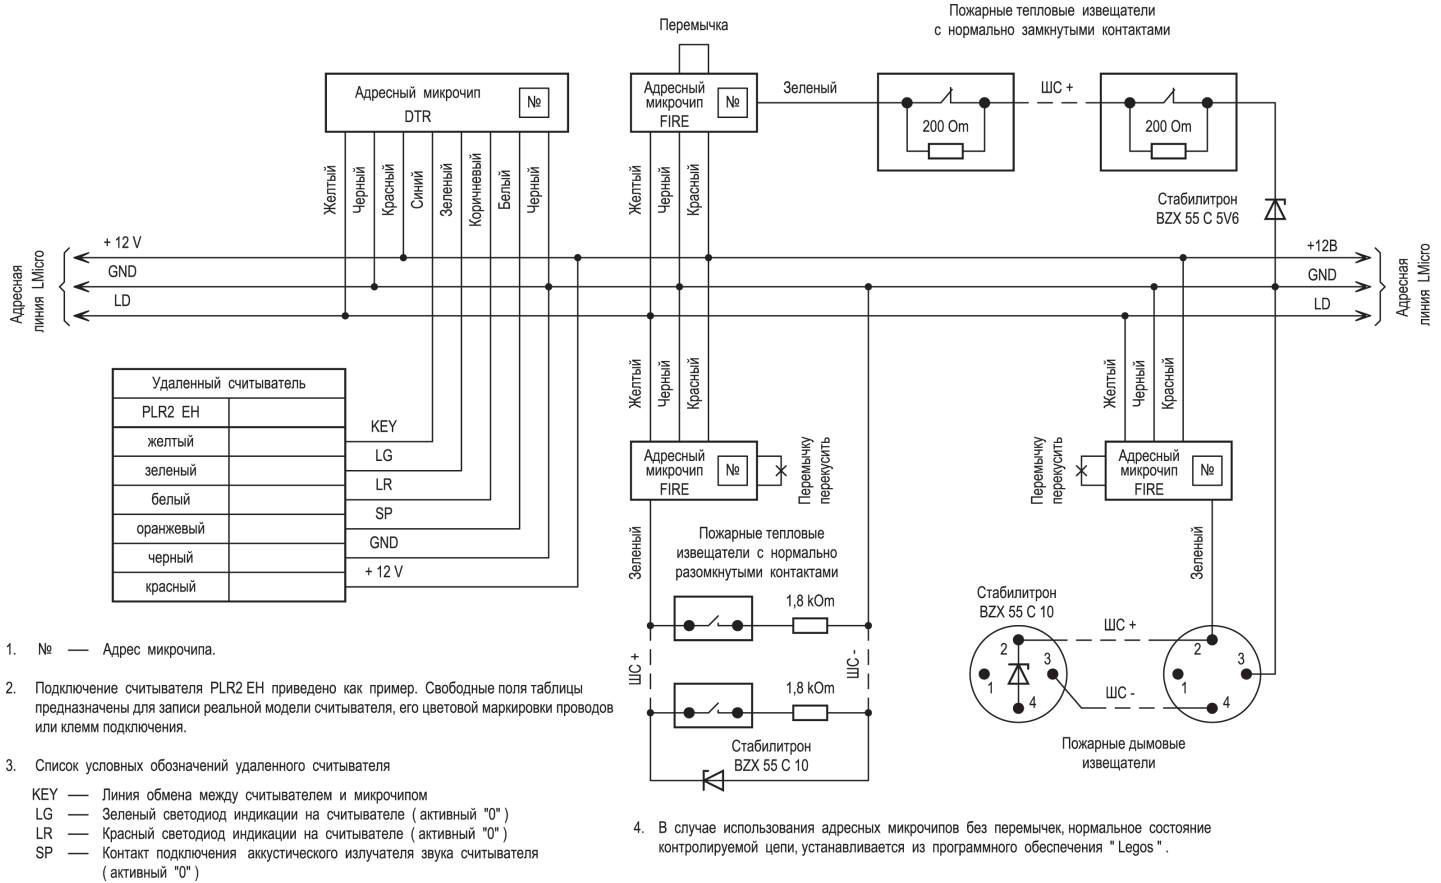 Перемычка
Пожарные тепловые извещатели
с нормально замкнутыми контактами
Адресный микрочип
DTR
№
Адресный
микрочип
FIRE
№
Зеленый
200 Om
ШС +
200 Om
Желтый
Черный
Красный
Синий
Зеленый
Коричневый
Белый
Черный
Желтый
Черный
Красный
Стабилитрон
BZX 55 C 5V6
Адресная
линия LMicro
+ 12 V
GND
LD
+12В
GND
LD
Адресная
линия LMicro
Удаленный считыватель
PLR2 EH
желтый
зеленый
белый
оранжевый
черный
красный
KEY
LG
LR
SP
GND
+ 12 V
Желтый
Черный
Красный
Адресный
микрочип
FIRE
№
Перемычку
перекусить
Зеленый
Пожарные тепловые
извещатели с нормально
разомкнутыми контактами
1,8 kOm
ШС +
ШС -
1,8 kOm
Стабилитрон
BZX 55 C 10
Желтый
Черный
Красный
Перемычку
перекусить
Адресный
микрочип
FIRE
№
Зеленый
Стабилитрон
BZX 55 C 10
ШС +
2
3
1
4
ШС -
2
3
1
4
Пожарные дымовые
извещатели
1. № — Адрес микрочипа.
2. Подключение считывателя PLR2 EH приведено как пример. Свободные поля таблицы
предназначены для записи реальной модели считывателя, его цветовой маркировки проводов
или клемм подключения.
3. Список условных обозначений удаленного считывателя
KEY — Линия обмена между считывателем и микрочипом
LG — Зеленый светодиод индикации на считывателе ( активный "0" )
LR — Красный светодиод индикации на считывателе ( активный "0" )
SP — Контакт подключения аккустического излучателя звука считывателя
( активный "0" )
4. В случае использования адресных микрочипов без перемычек, нормальное состояние
контролируемой цепи, устанавливается из программного обеспечения " Legos " .